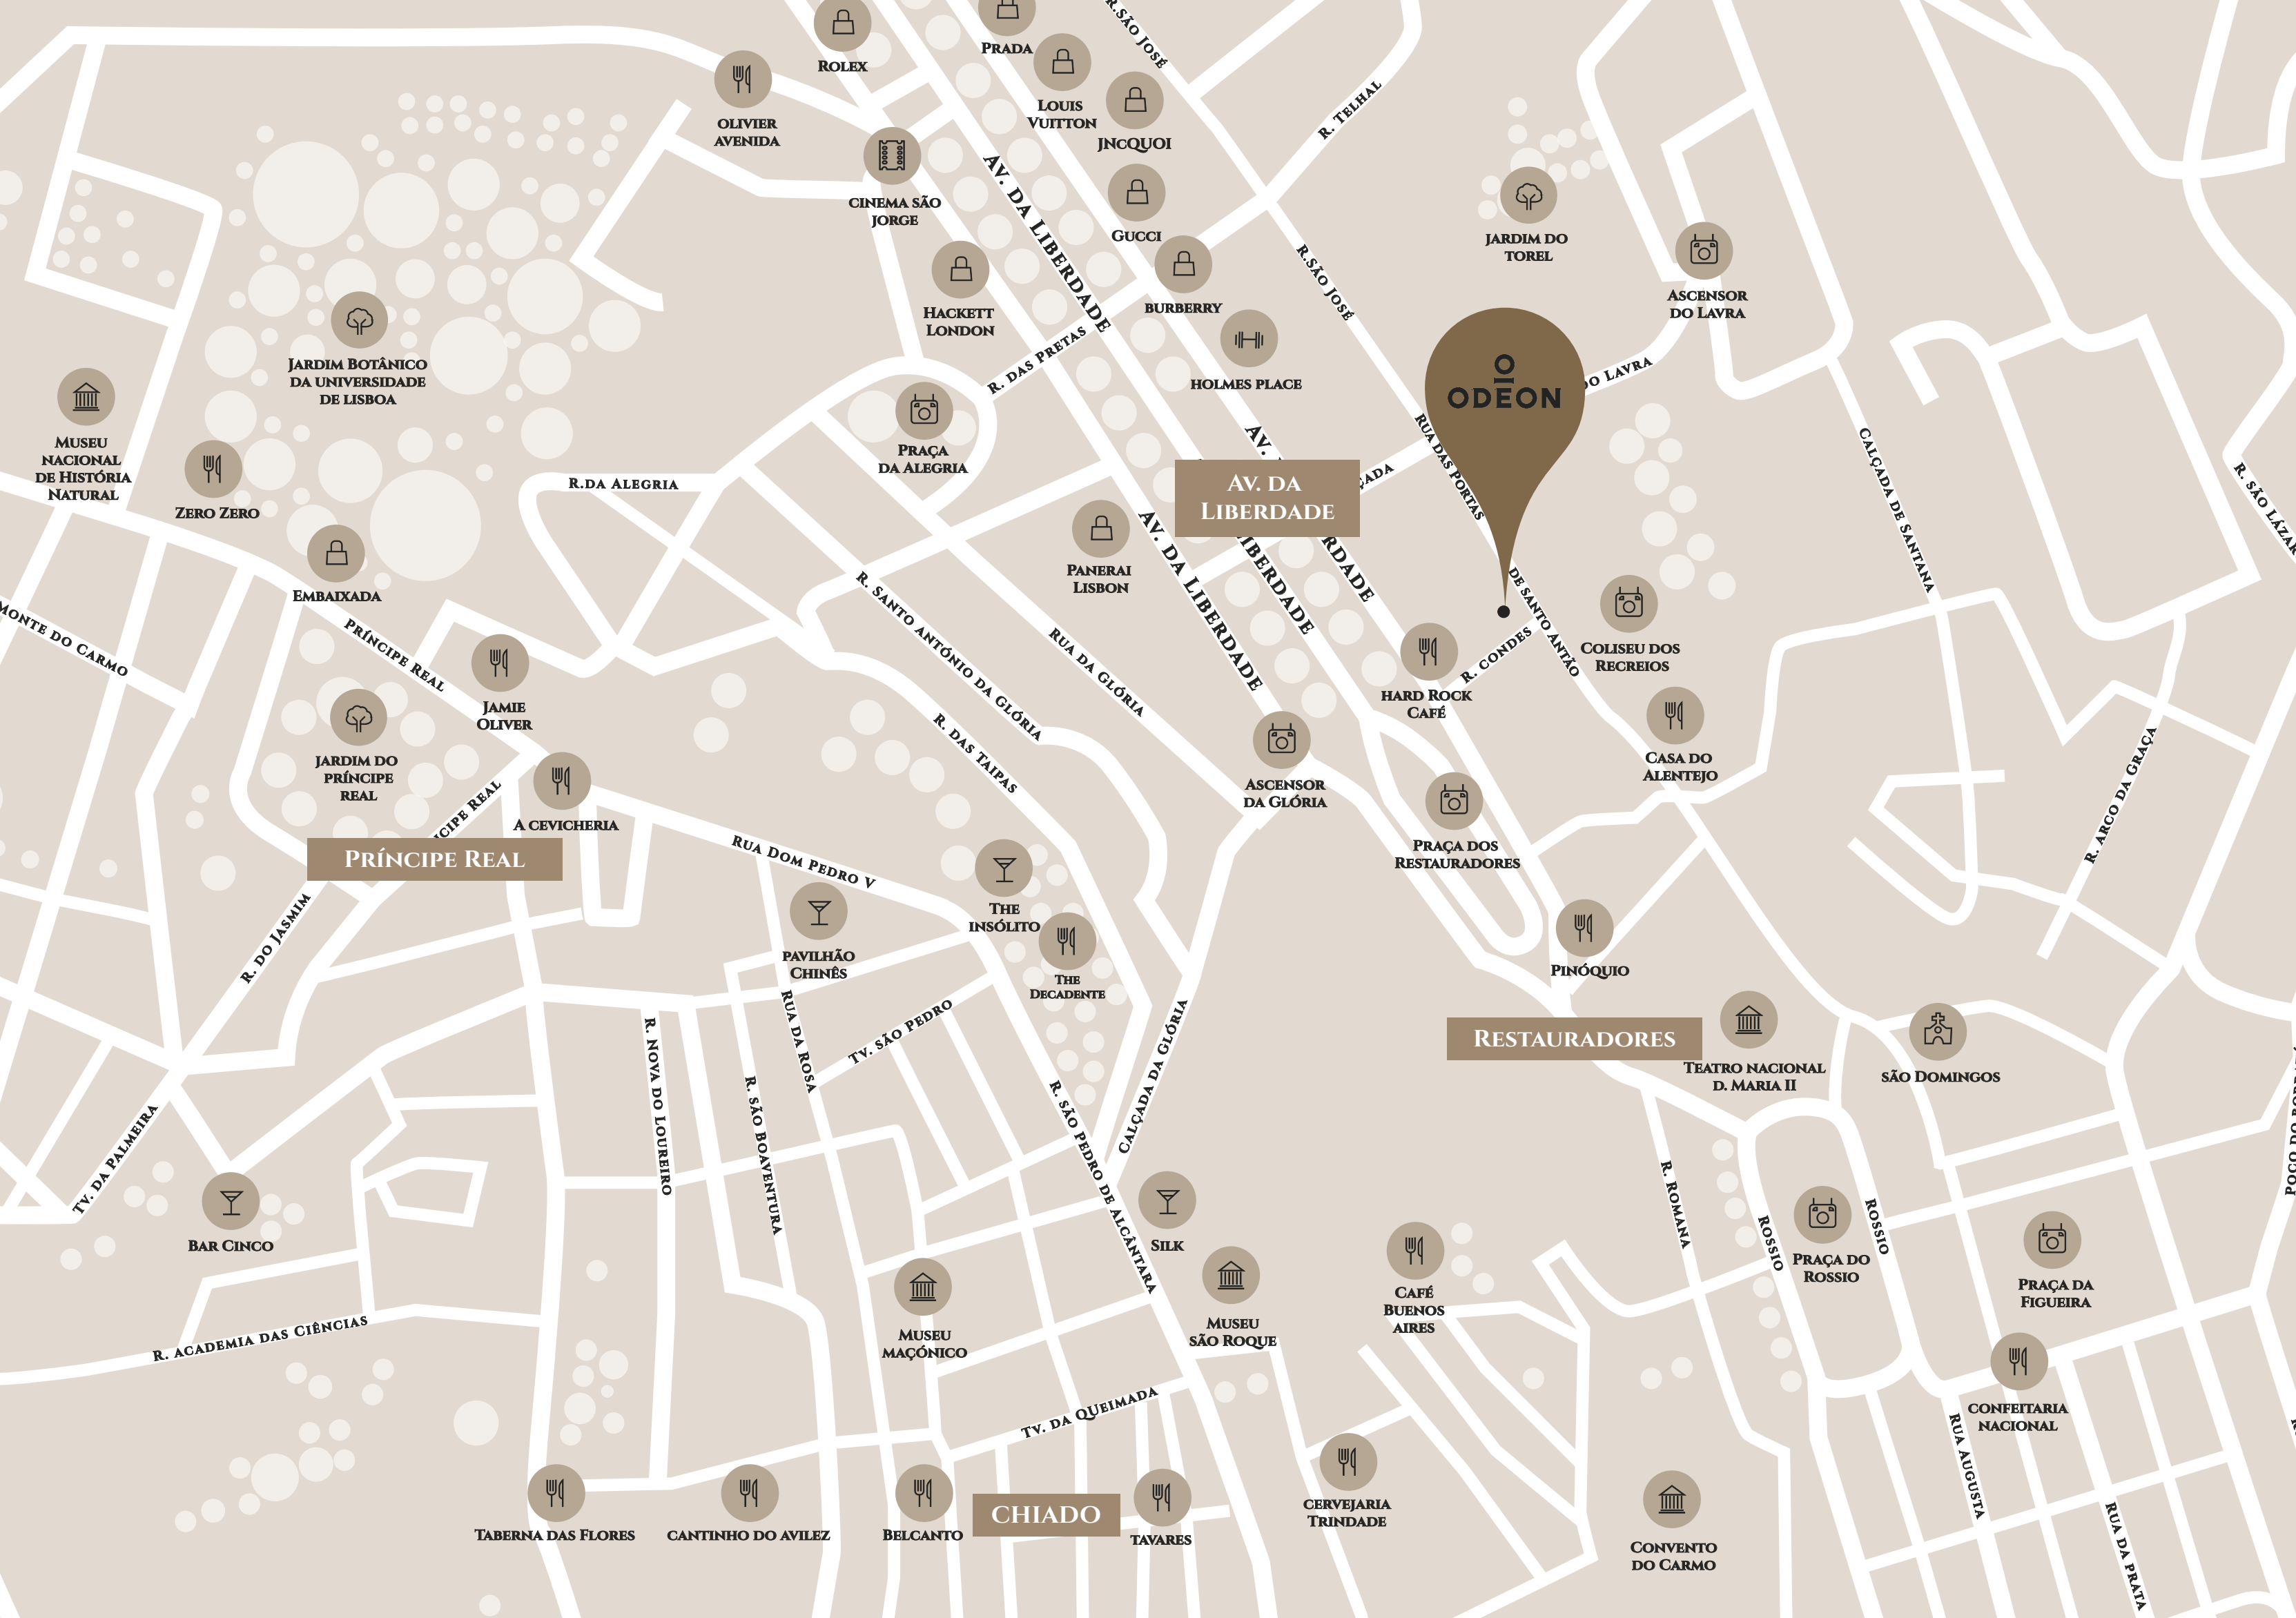 Rolex
Prada
R.São José
Louis
Vuitton
JNcQUOI
olivier
avenida
R. Telhal
cinema são
jorge
Av. da Liberdade
Gucci
jardim do
torel
R.São José
Hackett
London
burberry
Ascensor
do Lavra
R. das Pretas
Jardim Botânico
da universidade
de lisboa
holmes place
ODEON
do Lavra
Museu
nacional
de História
Natural
Zero Zero
Praça
da Alegria
R.da Alegria
Av. da
Liberdade
Av.
rdade
çada
Rua das Portas
de Santo Antão
Calçada de Santana
R. São Lázar
Panerai
Lisbon
Av. da Liberdade
iberdade
Embaixada
Monte do Carmo
Príncipe Real
R. Santo António da Glória
Rua da Glória
R. Condes
Coliseu dos
Recreios
Jamie
Oliver
hard Rock
Café
Casa do
Alentejo
jardim do
príncipe
real
R. das Taipas
Ascensor
da Glória
R. Arco da Graça
ncipe Real
A cevicheria
Príncipe Real
Rua Dom Pedro V
Praça dos
Restauradores
R. do Jasmim
The
insólito
pavilhão
Chinês
The
Decadente
Pinóquio
Restauradores
Teatro nacional
d. Maria II
são Domingos
R. Nova do Loureiro
Rua da Rosa
Tv. São Pedro
Calçada da Glória
R. São Boaventura
R. São Pedro de Alcântara
Tv. da Palmeira
Bar Cinco
Silk
R. Romana
Rossio
Rossio
Praça do
Rossio
Praça da
Figueira
Café
Buenos
aires
R. Academia das Ciências
Museu
maçónico
Museu
são Roque
Tv. da Queimada
confeitaria
nacional
Rua Augusta
Rua da Prata
Taberna das Flores
cantinho do avilez
Belcanto
chiado
tavares
cervejaria
Trindade
Convento
do Carmo